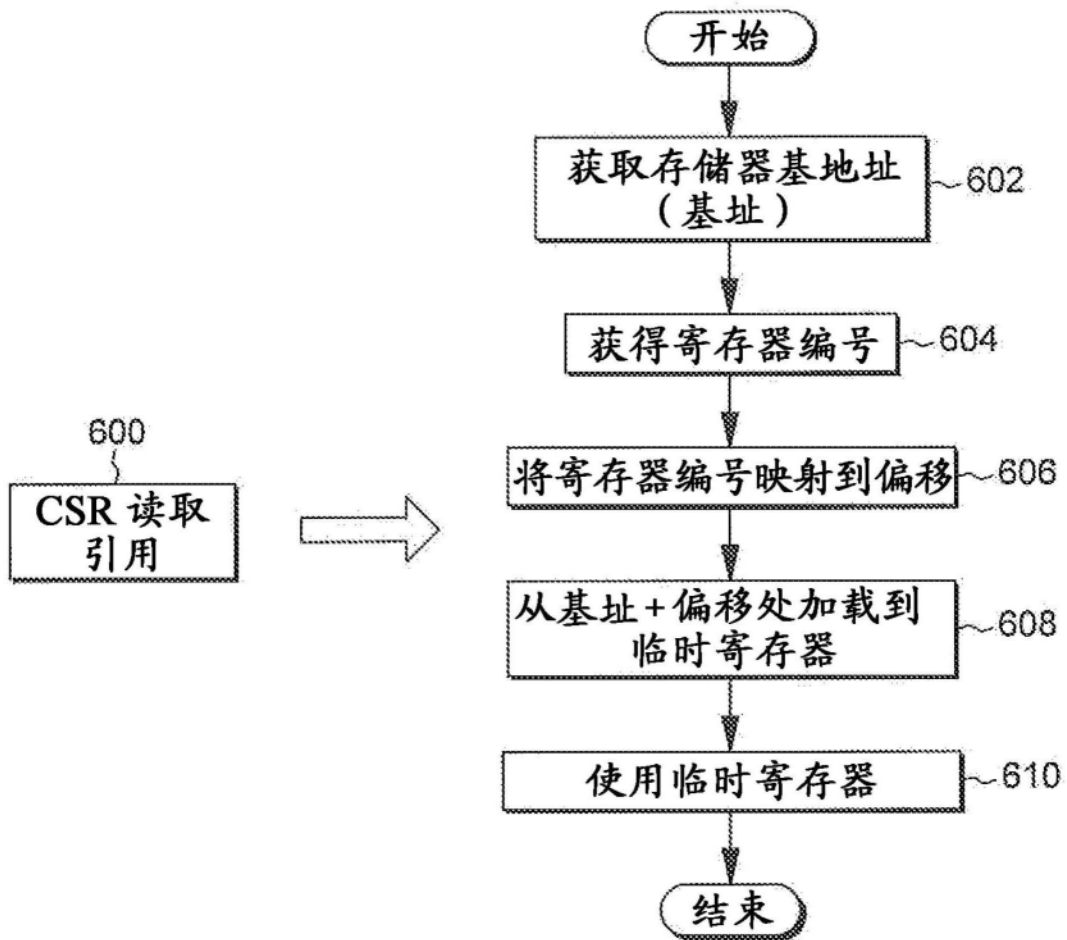 开始
获取存储器基地址
（基址）
602
获得寄存器编号
604
600
CSR 读取
引用
将寄存器编号映射到偏移
606
从基址+偏移处加载到
临时寄存器
608
使用临时寄存器
610
结束